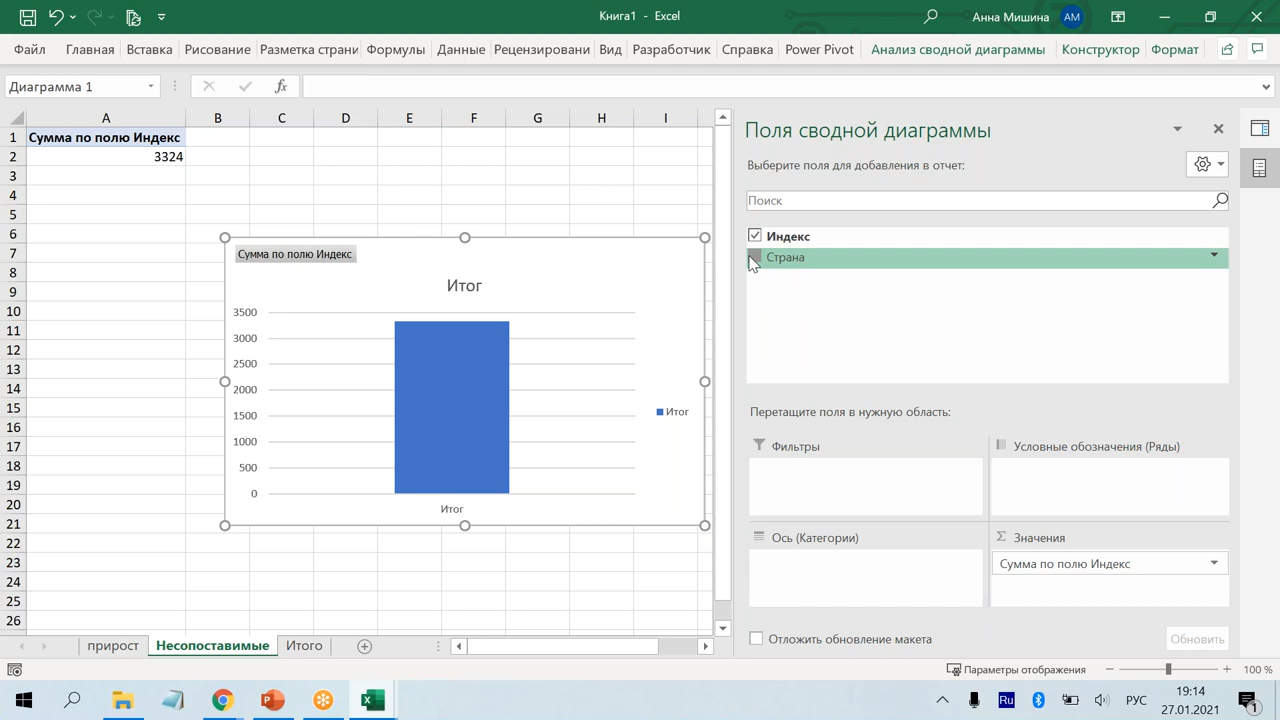 Книга1 - Excel
Анна Мишина
АМ
Файл Главная Вставка Рисование Разметка страни Формулы Данные Рецензировани Вид Разработчик Справка Power Pivot Анализ сводной диаграммы Конструктор Формат
Диаграмма 1
fx
A B C D E F G H I
1 Сумма по полю Индекс
2 3324
3
4
5
6
7
8
9
10
11
12
13
14
15
16
17
18
19
20
21
22
23
24
25
26
Сумма по полю Индекс
Итог
3500
3000
2500
2000
1500
1000
500
0
Итог
Итог
Поля сводной диаграммы
Выберите поля для добавления в отчет:
Поиск
Индекс
Страна
Перетащите поля в нужную область:
Фильтры
Условные обозначения (Ряды)
Ось (Категории)
Σ Значения
Сумма по полю Индекс
Отложить обновление макета
Обновить
прирост Несопоставимые Итого
Параметры отображения
100 %
Ru
РУС
19:14
27.01.2021
1